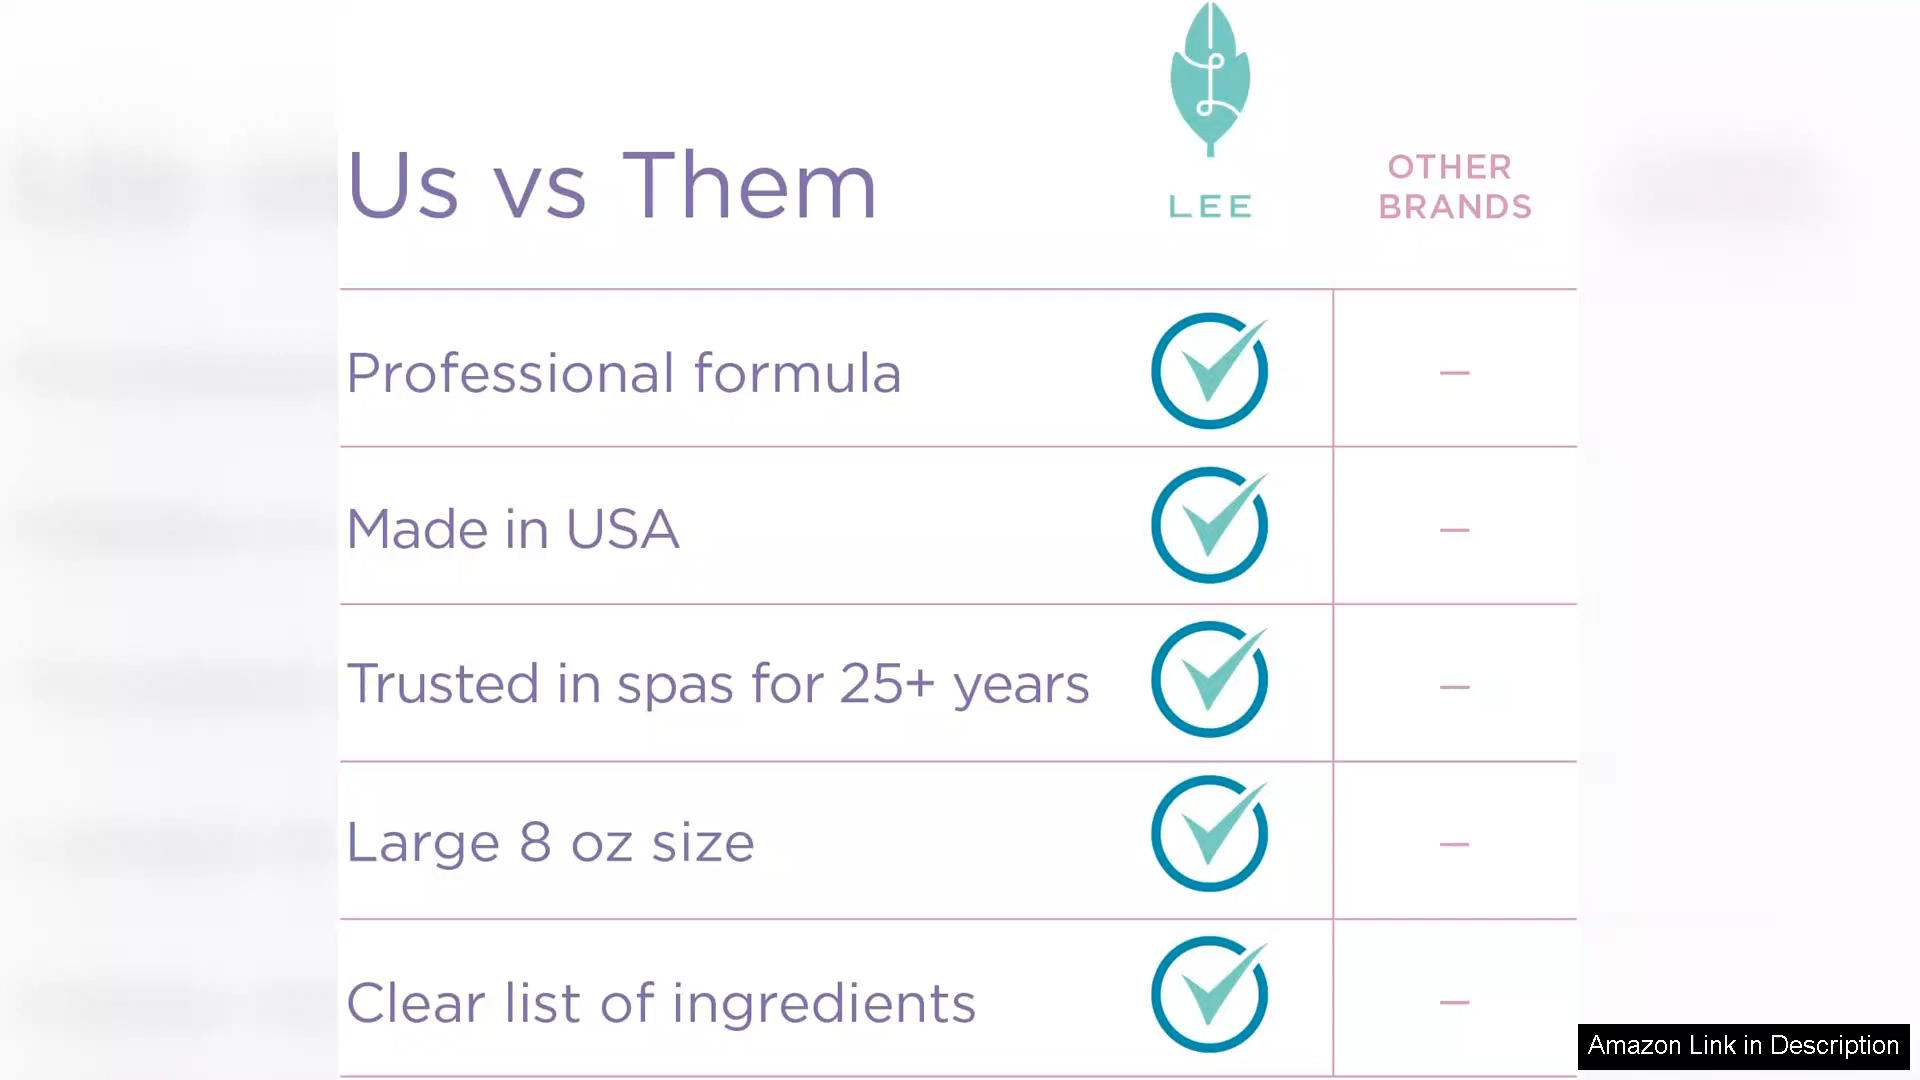 Us vs Them
LEE
OTHER
BRANDS
Professional formula
–
Made in USA
–
Trusted in spas for 25+ years
–
Large 8 oz size
–
Clear list of ingredients
–
Amazon Link in Description